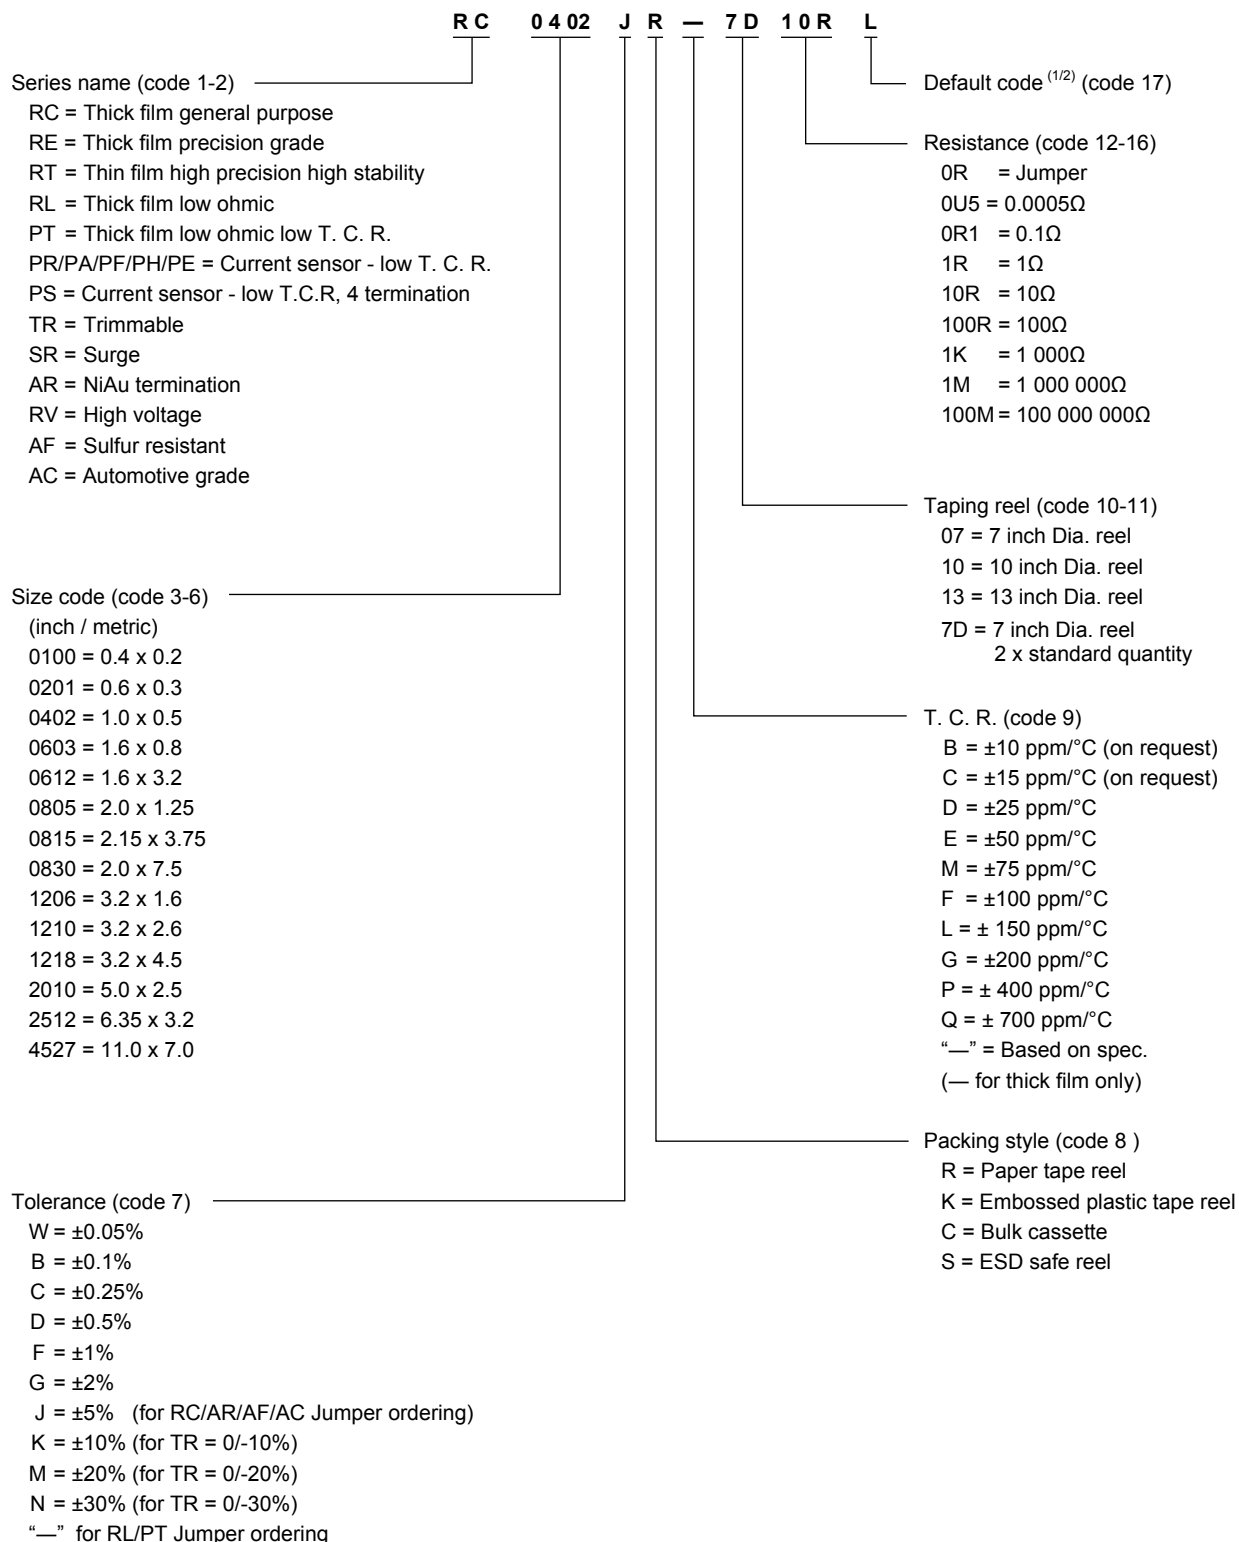 RC 0402 J R — 7D 10R L
Series name (code 1-2)
RC = Thick film general purpose
RE = Thick film precision grade
RT = Thin film high precision high stability
RL = Thick film low ohmic
PT = Thick film low ohmic low T. C. R.
PR/PA/PF/PH/PE = Current sensor - low T. C. R.
PS = Current sensor - low T.C.R, 4 termination
TR = Trimmable
SR = Surge
AR = NiAu termination
RV = High voltage
AF = Sulfur resistant
AC = Automotive grade
Size code (code 3-6)
(inch / metric)
0100 = 0.4 x 0.2
0201 = 0.6 x 0.3
0402 = 1.0 x 0.5
0603 = 1.6 x 0.8
0612 = 1.6 x 3.2
0805 = 2.0 x 1.25
0815 = 2.15 x 3.75
0830 = 2.0 x 7.5
1206 = 3.2 x 1.6
1210 = 3.2 x 2.6
1218 = 3.2 x 4.5
2010 = 5.0 x 2.5
2512 = 6.35 x 3.2
4527 = 11.0 x 7.0
Tolerance (code 7)
W = ±0.05%
B = ±0.1%
C = ±0.25%
D = ±0.5%
F = ±1%
G = ±2%
J = ±5% (for RC/AR/AF/AC Jumper ordering)
K = ±10% (for TR = 0/-10%)
M = ±20% (for TR = 0/-20%)
N = ±30% (for TR = 0/-30%)
“—” for RL/PT Jumper ordering
Default code (1/2) (code 17)
Resistance (code 12-16)
0R = Jumper
0U5 = 0.0005Ω
0R1 = 0.1Ω
1R = 1Ω
10R = 10Ω
100R = 100Ω
1K = 1 000Ω
1M = 1 000 000Ω
100M = 100 000 000Ω
Taping reel (code 10-11)
07 = 7 inch Dia. reel
10 = 10 inch Dia. reel
13 = 13 inch Dia. reel
7D = 7 inch Dia. reel
2 x standard quantity
T. C. R. (code 9)
B = ±10 ppm/°C (on request)
C = ±15 ppm/°C (on request)
D = ±25 ppm/°C
E = ±50 ppm/°C
M = ±75 ppm/°C
F = ±100 ppm/°C
L = ± 150 ppm/°C
G = ±200 ppm/°C
P = ± 400 ppm/°C
Q = ± 700 ppm/°C
“—” = Based on spec.
(— for thick film only)
Packing style (code 8 )
R = Paper tape reel
K = Embossed plastic tape reel
C = Bulk cassette
S = ESD safe reel